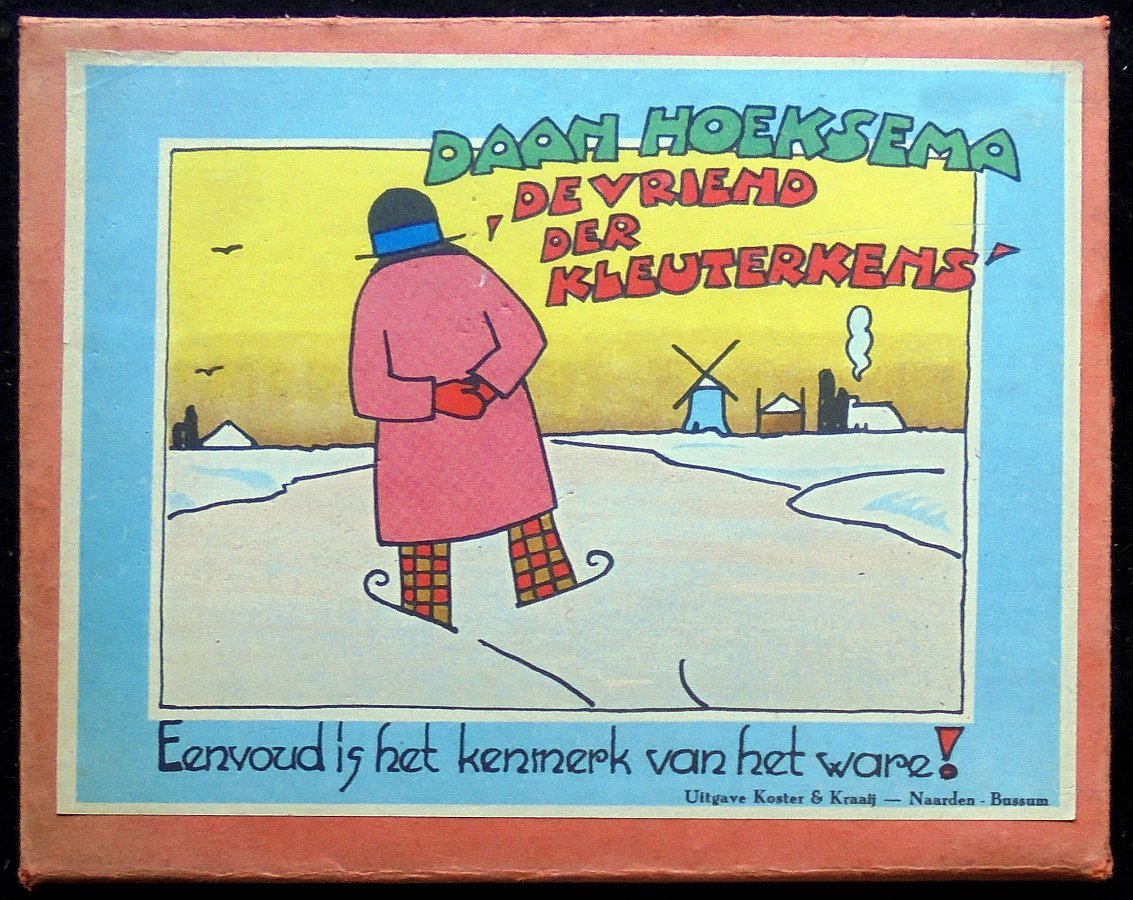 DAAN HOEKSEMA
'DE VRIEND
DER
KLEUTERKENS'
Eenvoud is het kenmerk van het ware!
Uitgave Koster & Kraaij — Naarden - Bussum